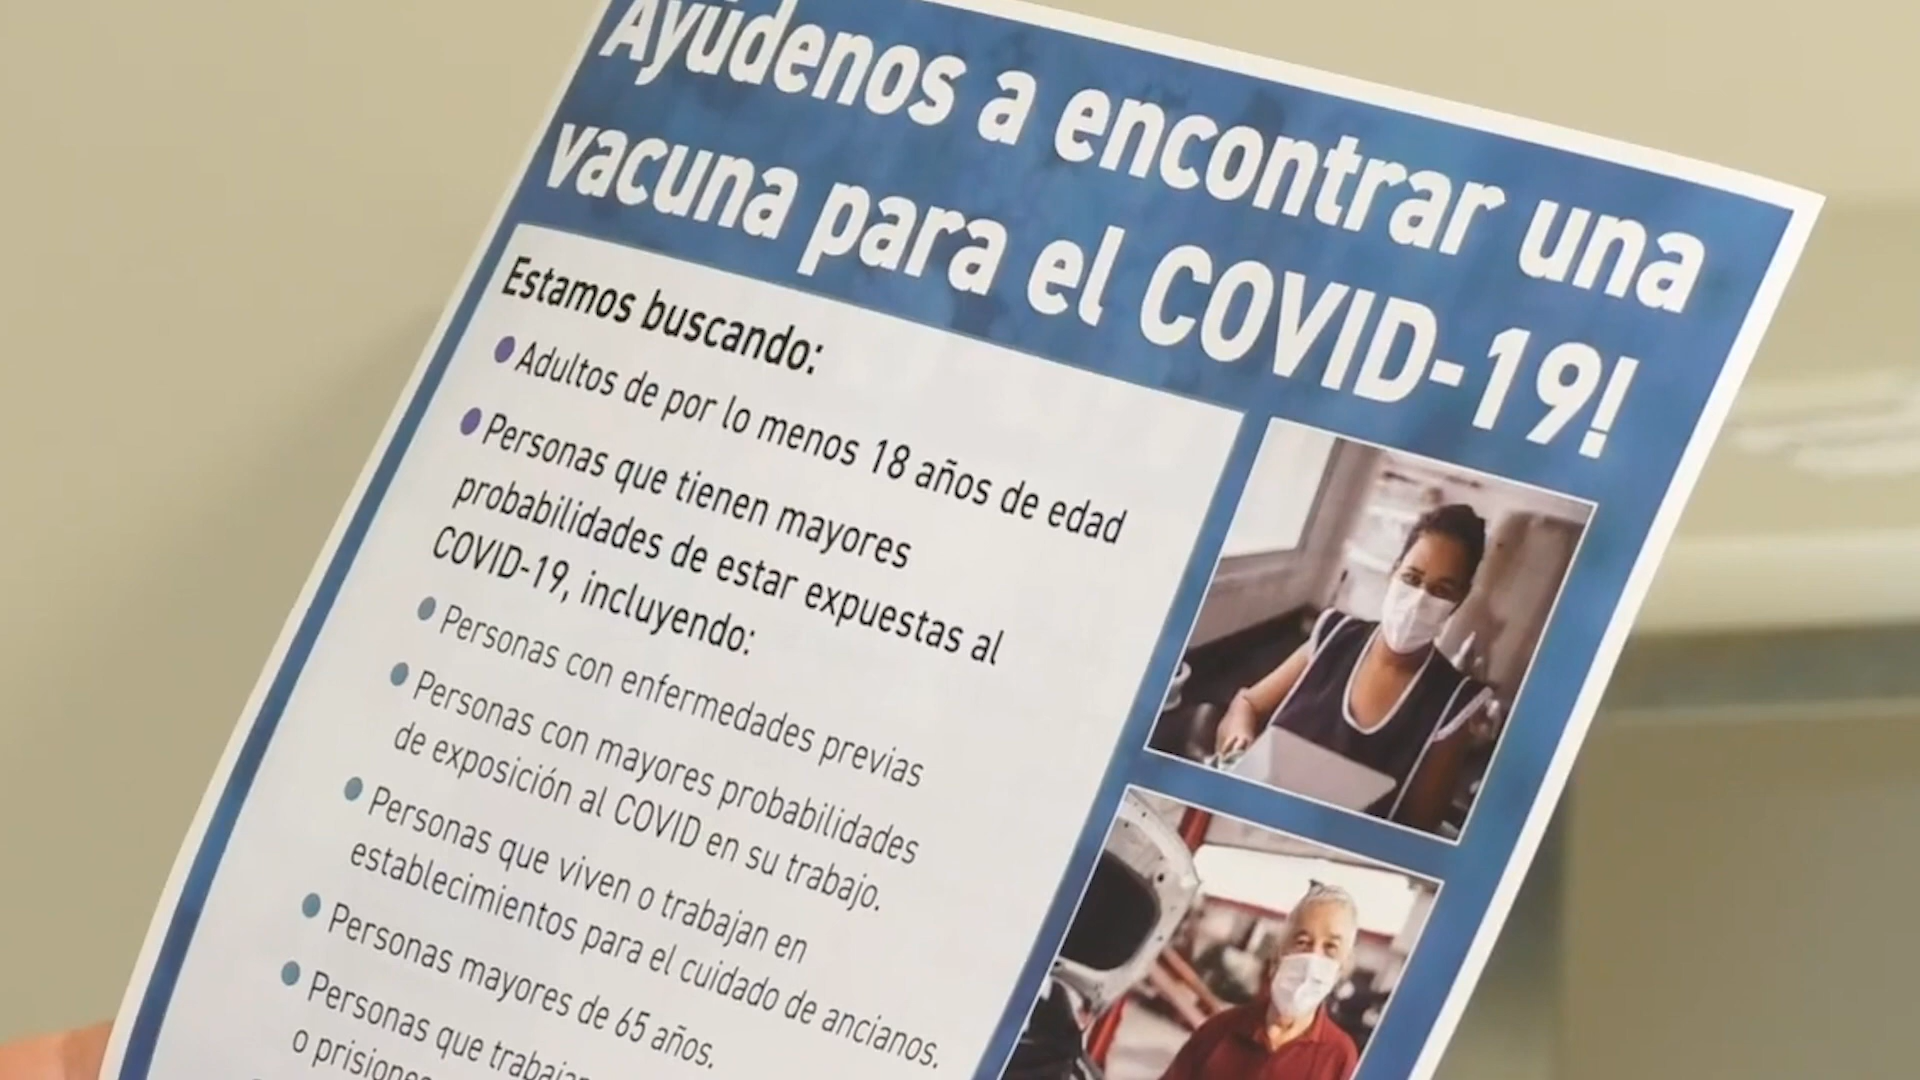 Ayúdenos a encontrar una
vacuna para el COVID-19!
Estamos buscando:
Adultos de por lo menos 18 años de edad
Personas que tienen mayores
probabilidades de estar expuestas al
COVID-19, incluyendo:
Personas con enfermedades previas
Personas con mayores probabilidades
de exposición al COVID en su trabajo.
Personas que viven o trabajan en
establecimientos para el cuidado de ancianos.
Personas mayores de 65 años.
Personas que trabajan
o prisiones